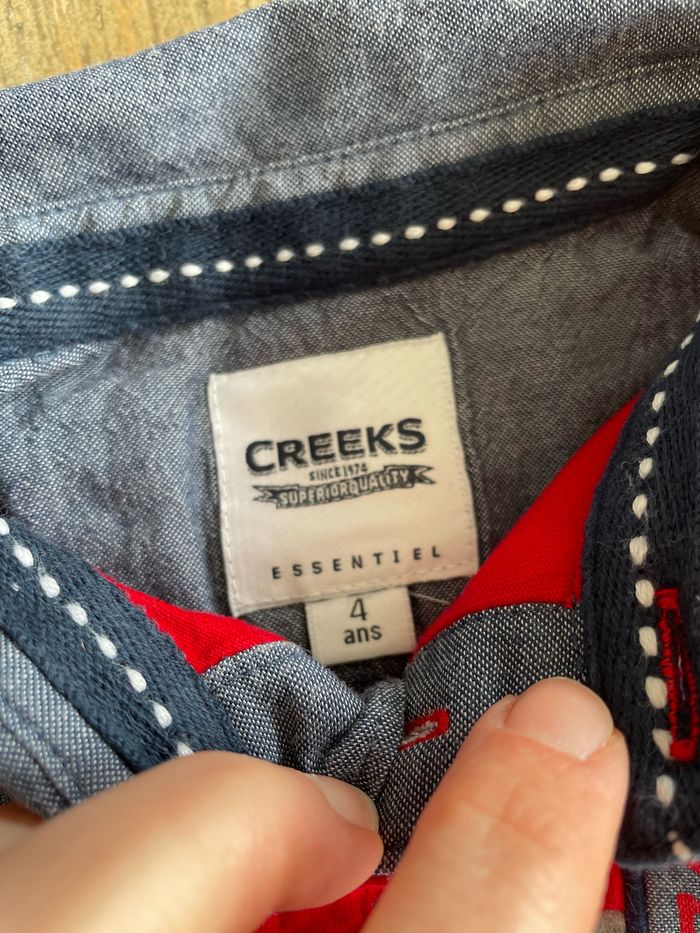 CREEKS
SINCE 1974
SUPERIOR QUALITY
ESSENTIEL
4
ans